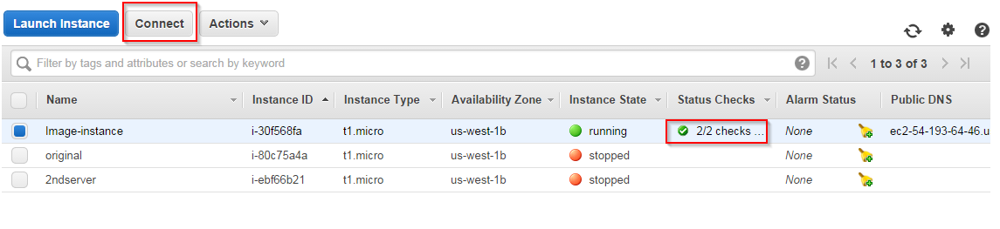 Launch Instance Connect Actions
Filter by tags and attributes or search by keyword ? 1 to 3 of 3 ?
Name Instance ID Instance Type Availability Zone Instance State Status Checks Alarm Status Public DNS
Image-instance i-30f568fa t1.micro us-west-1b running 2/2 checks ... None ec2-54-193-64-46.u
original i-80c75a4a t1.micro us-west-1b stopped None
2ndserver i-ebf66b21 t1.micro us-west-1b stopped None